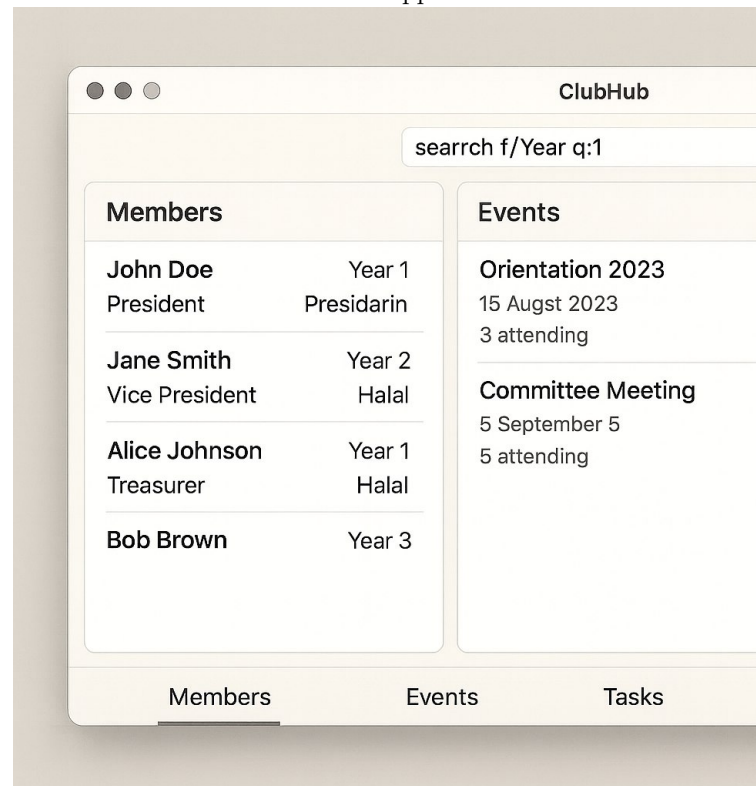 ClubHub
searrch f/Year q:1
Members
John Doe Year 1
President Presidarin
Jane Smith Year 2
Vice President Halal
Alice Johnson Year 1
Treasurer Halal
Bob Brown Year 3
Events
Orientation 2023
15 Augst 2023
3 attending
Committee Meeting
5 September 5
5 attending
Members Events Tasks